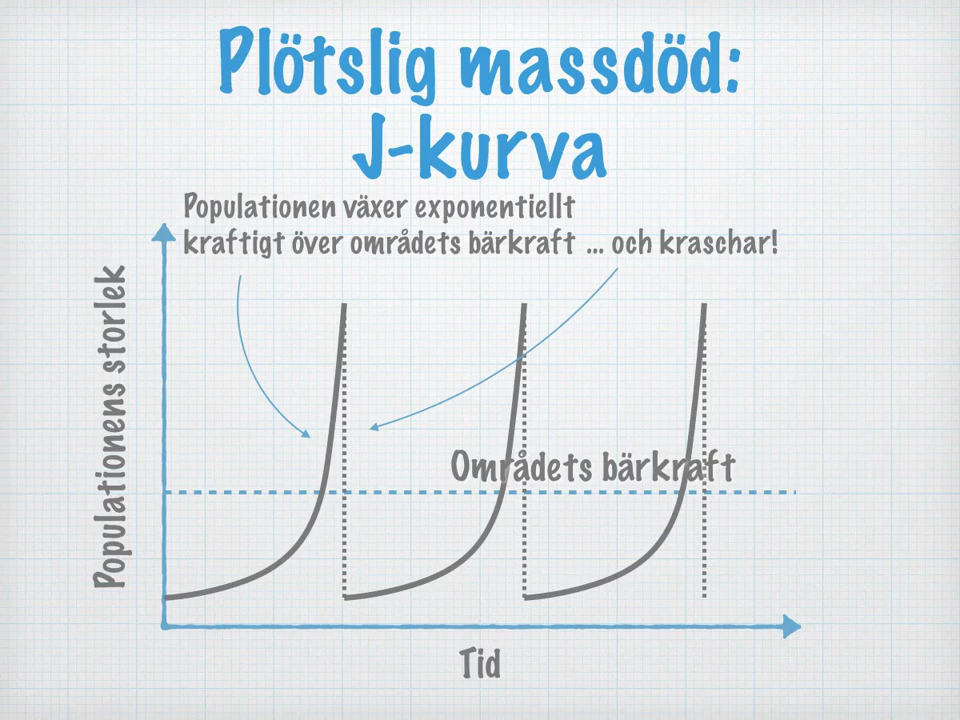 Plötslig massdöd:
J-kurva
Populationen växer exponentiellt
kraftigt över områdets bärkraft ... och kraschar!
Populationens storlek
Områdets bärkraft
Tid